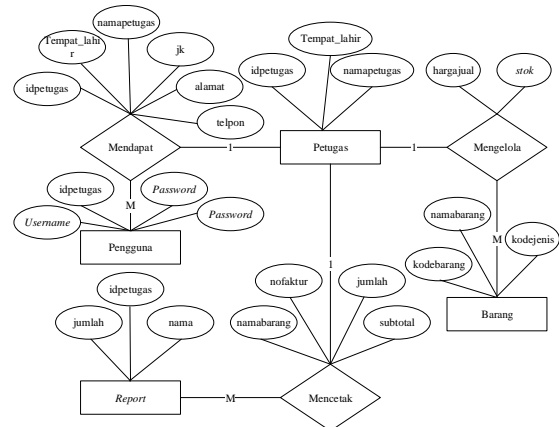 namapetugas
Tempat_lahi
r
jk
idpetugas
alamat
telpon
Mendapat
1
M
Tempat_lahir
idpetugas
namapetugas
Petugas
1
1
hargajual
stok
Mengelola
M
idpetugas
Password
Username
Password
Pengguna
namabarang
kodejenis
kodebarang
Barang
nofaktur
jumlah
namabarang
subtotal
Mencetak
M
idpetugas
jumlah
nama
Report